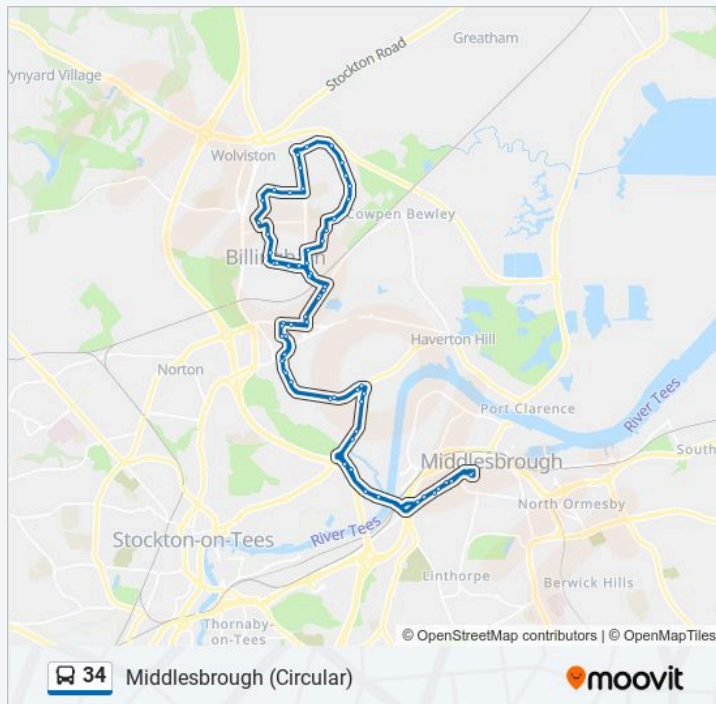 Greatham
Stockton Road
Wynyard Village
Wolviston
Cowpen Bewley
Billingham
Haverton Hill
Norton
Port Clarence
River Tees
Middlesbrough
South
North Ormesby
River Tees
Stockton-on-Tees
Linthorpe
Berwick Hills
Thornaby-
on-Tees
© OpenStreetMap contributors | © OpenMapTiles
34 Middlesbrough (Circular)
moovit